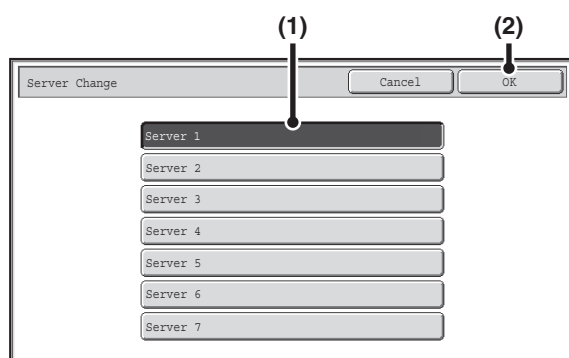 (1) (2)
Server Change Cancel OK
Server 1
Server 2
Server 3
Server 4
Server 5
Server 6
Server 7